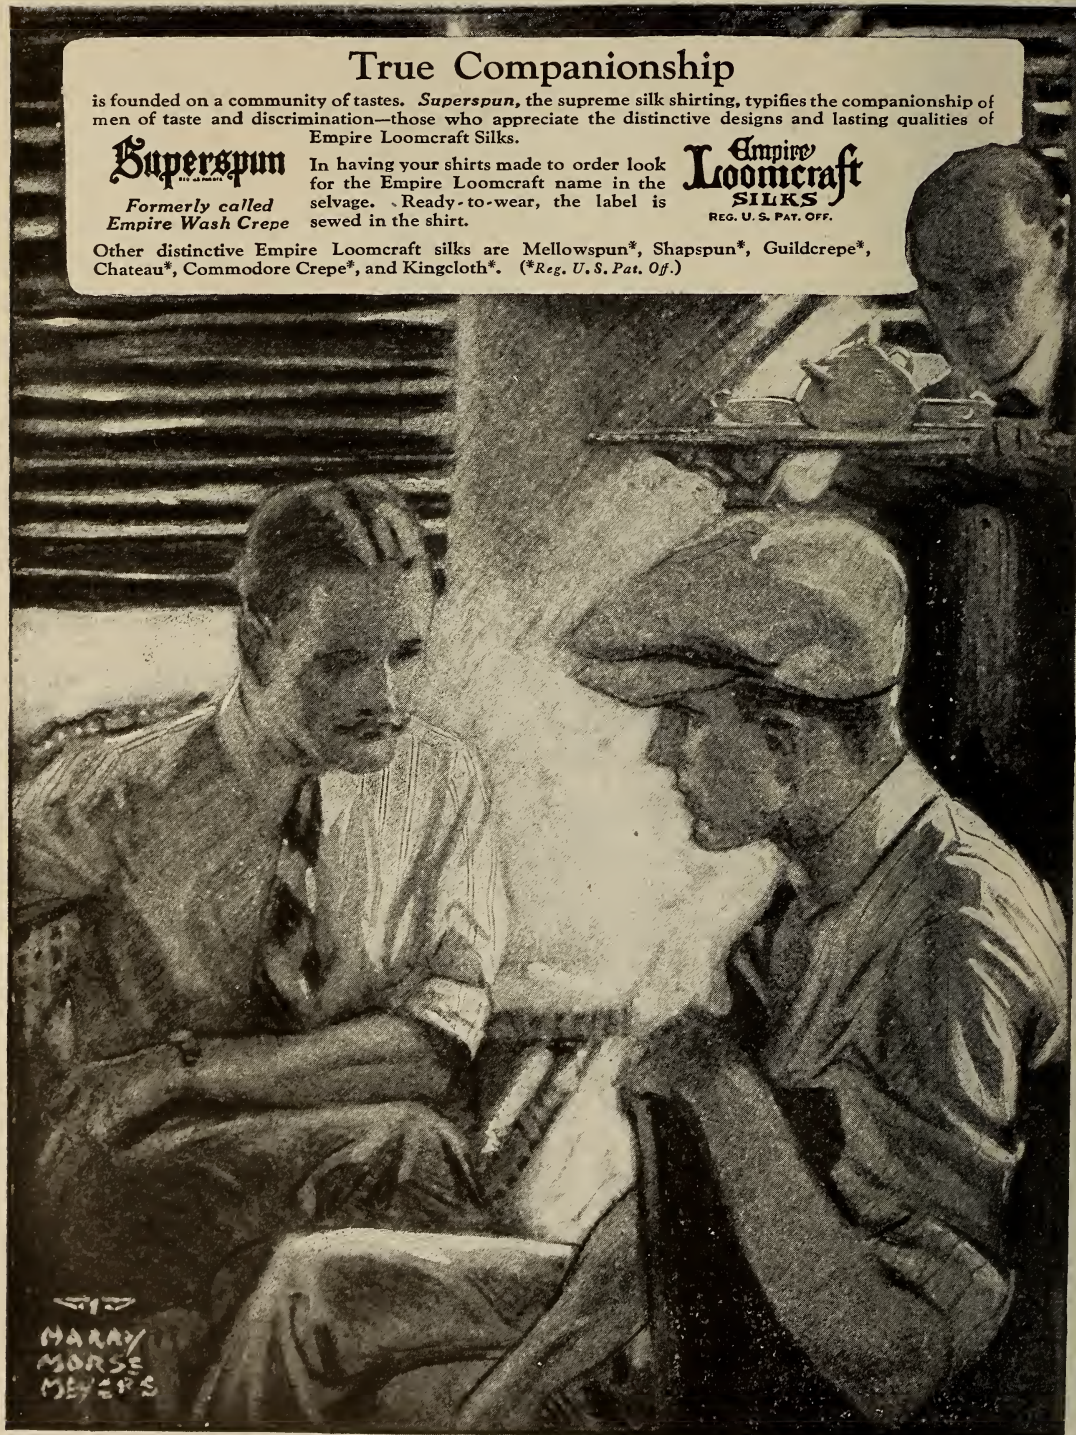 True Companionship
is founded on a community of tastes. Superspun, the supreme silk shirting, typifies the companionship of
men of taste and discrimination—those who appreciate the distinctive designs and lasting qualities of
Empire Loomcraft Silks.
Superspun
Formerly called
Empire Wash Crepe
In having your shirts made to order look
for the Empire Loomcraft name in the
selvage. Ready-to-wear, the label is
sewed in the shirt.
Empire
Loomcraft
SILKS
REG. U. S. PAT. OFF.
Other distinctive Empire Loomcraft silks are Mellowspun*, Shapspun*, Guildcrepe*,
Chateau*, Commodore Crepe*, and Kingcloth*. (*Reg. U. S. Pat. Off.)
HARRY
MORSE
MEYERS